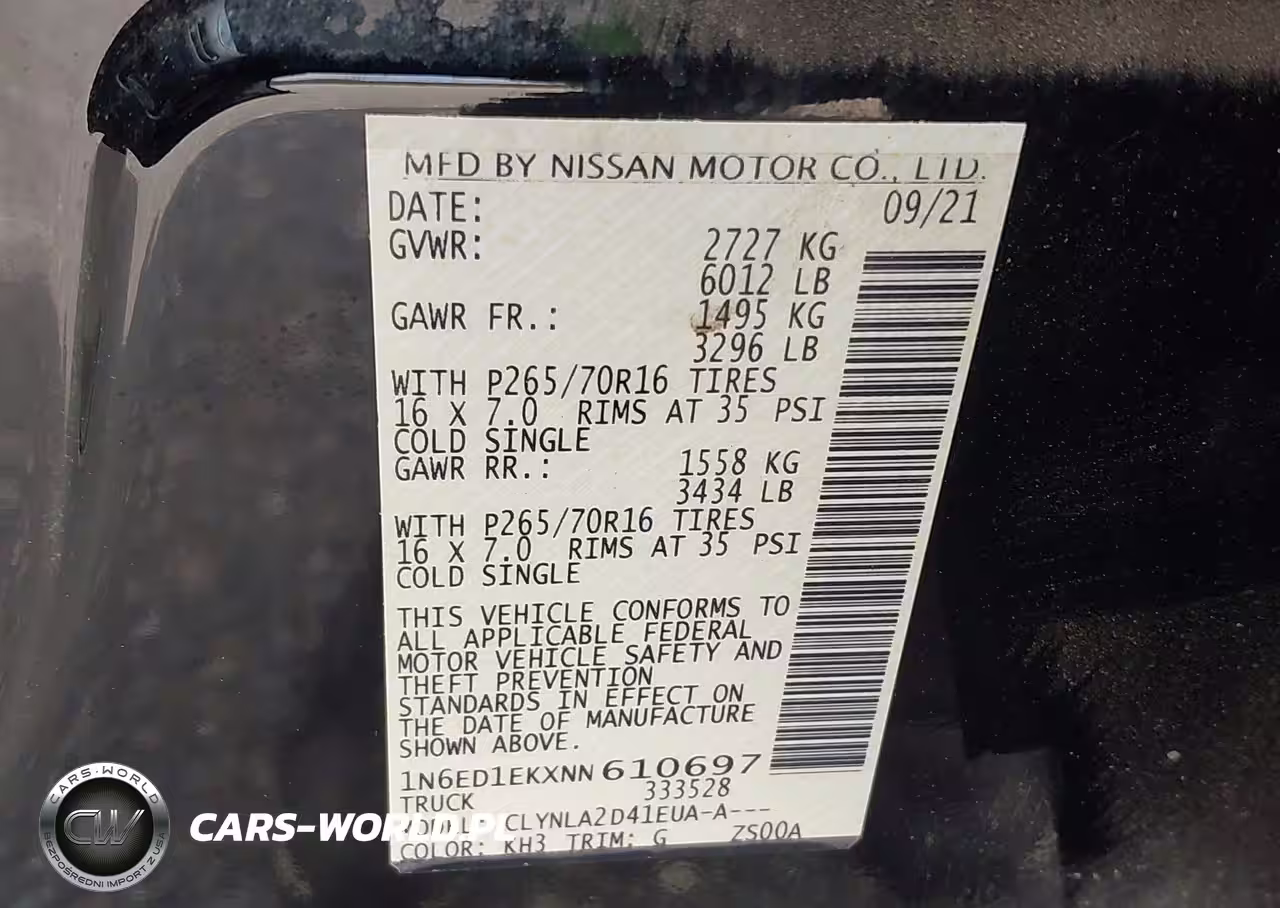 MFD BY NISSAN MOTOR CO., LTD.
DATE: 09/21
GVWR: 2727 KG
6012 LB
GAWR FR.: 1495 KG
3296 LB
WITH P265/70R16 TIRES
16 X 7.0 RIMS AT 35 PSI
COLD SINGLE
GAWR RR.: 1558 KG
3434 LB
WITH P265/70R16 TIRES
16 X 7.0 RIMS AT 35 PSI
COLD SINGLE
THIS VEHICLE CONFORMS TO
ALL APPLICABLE FEDERAL
MOTOR VEHICLE SAFETY AND
THEFT PREVENTION
STANDARDS IN EFFECT ON
THE DATE OF MANUFACTURE
SHOWN ABOVE.
1N6ED1EKXNN610697
TRUCK 333528
CLYNLA2D41EUA-A---
COLOR: KH3 TRIM: G ZS00A
CARS-WORLD.PL
CARS-WORLD
CW
BEZPOŚREDNI IMPORT Z USA